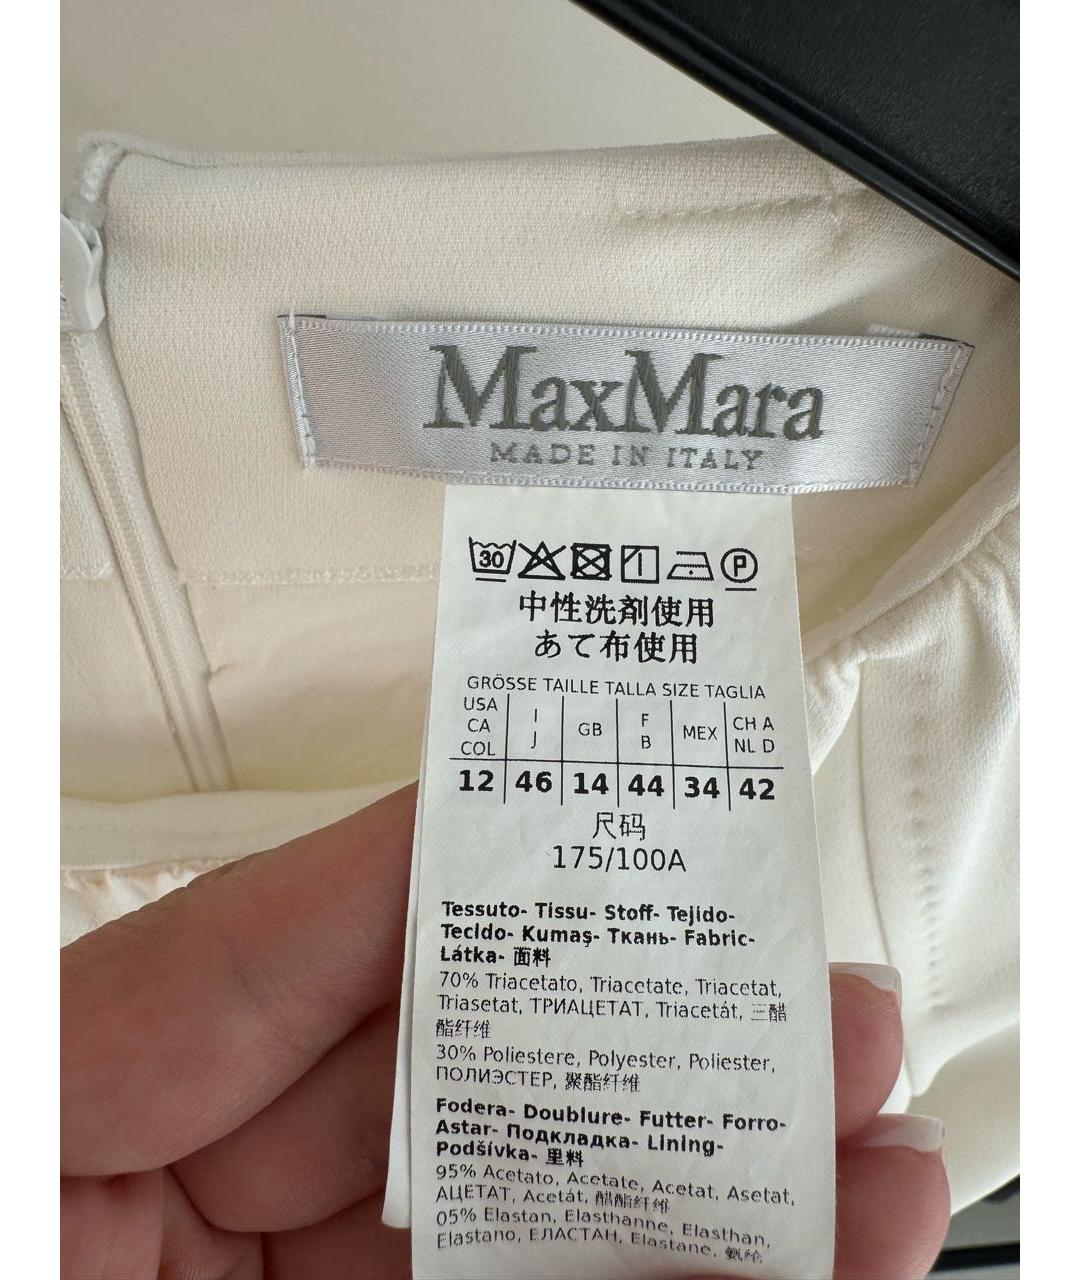 MaxMara
MADE IN ITALY
30 P
中性洗剤使用
あて布使用
GRÖSSE TAILLE TALLA SIZE TAGLIA
USA CA COL I J GB F B MEX CH A NL D
12 46 14 44 34 42
尺码
175/100A
Tessuto- Tissu- Stoff- Tejido-
Tecido- Kumaş- Ткань- Fabric-
Látka- 面料
70% Triacetato, Triacetate, Triacetat,
Triasetat, ТРИАЦЕТАТ, Triacetát, 三醋
酯纤维
30% Poliestere, Polyester, Poliester,
ПОЛИЭСТЕР, 聚酯纤维
Fodera- Doublure- Futter- Forro-
Astar- Подкладка- Lining-
Podšívka- 里料
95% Acetato, Acetate, Acetat, Asetat,
АЦЕТАТ, Acetát, 醋酯纤维
05% Elastan, Elasthanne, Elasthan,
Elastano, ЕЛАСТАН, Elastane, 氨纶